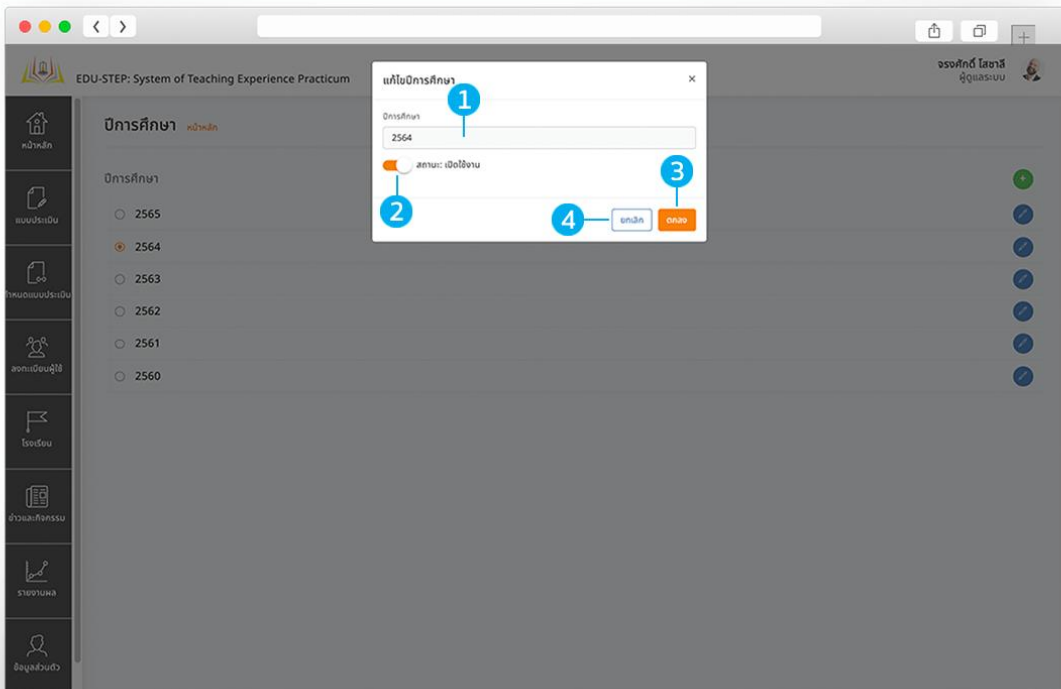 EDU-STEP: System of Teaching Experience Practicum
จรงศักดิ์ โสชาลี
ผู้ดูแลระบบ
แก้ไขปีการศึกษา
×
1
ปีการศึกษา
2564
สถานะ: เปิดใช้งาน
2
3
4
ยกเลิก
ตกลง
หน้าหลัก
แบบประเมิน
กำหนดแบบประเมิน
ลงทะเบียนผู้ใช้
โรงเรียน
ข่าวและกิจกรรม
รายงานผล
ข้อมูลส่วนตัว
ปีการศึกษา หน้าหลัก
ปีการศึกษา
2565
2564
2563
2562
2561
2560